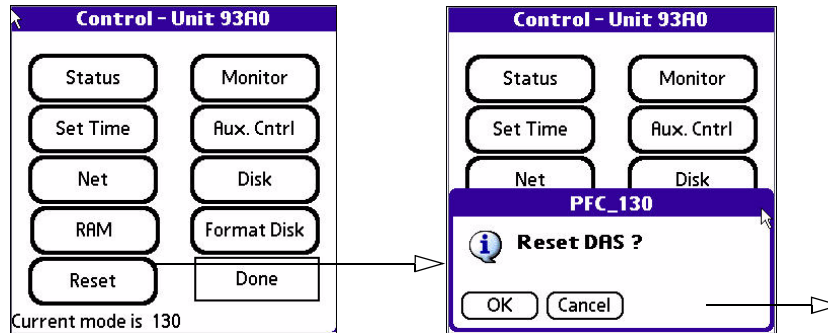 Control - Unit 93A0
Status Monitor
Set Time Aux. Cntrl
Net Disk
RAM Format Disk
Reset Done
Current mode is 130
Control - Unit 93A0
Status Monitor
Set Time Aux. Cntrl
Net Disk
PFC_130
Reset DAS ?
OK Cancel